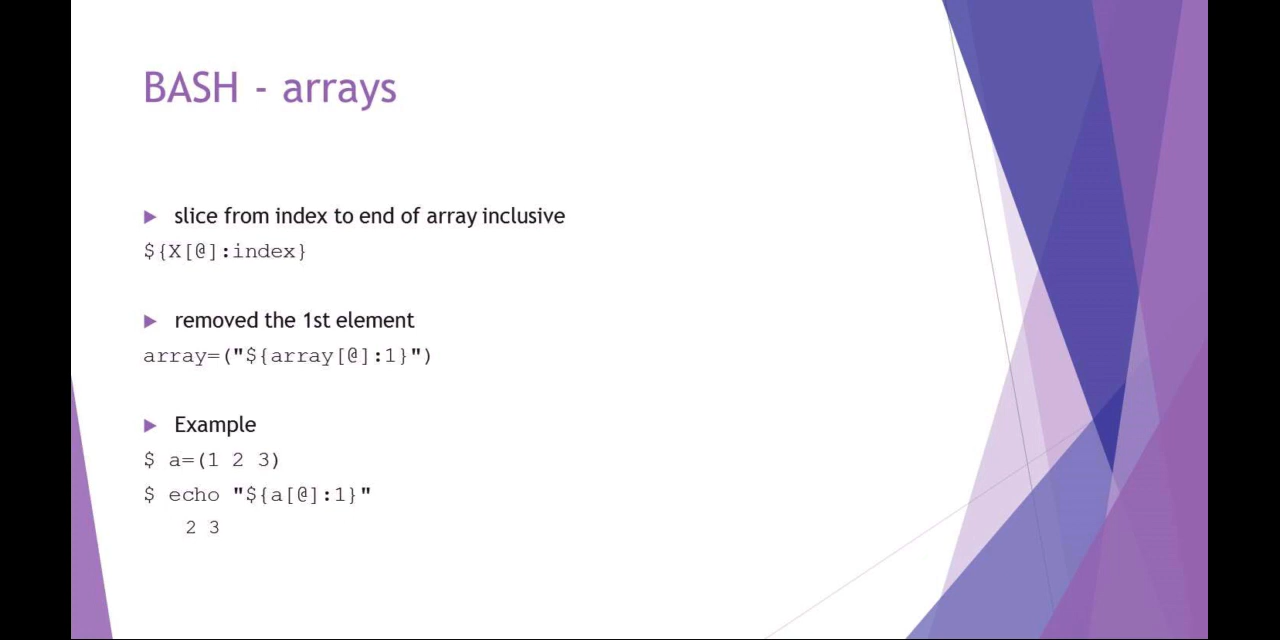 BASH - arrays
slice from index to end of array inclusive
${X[@]:index}
removed the 1st element
array=("${array[@]:1}")
Example
$ a=(1 2 3)
$ echo "${a[@]:1}"
2 3